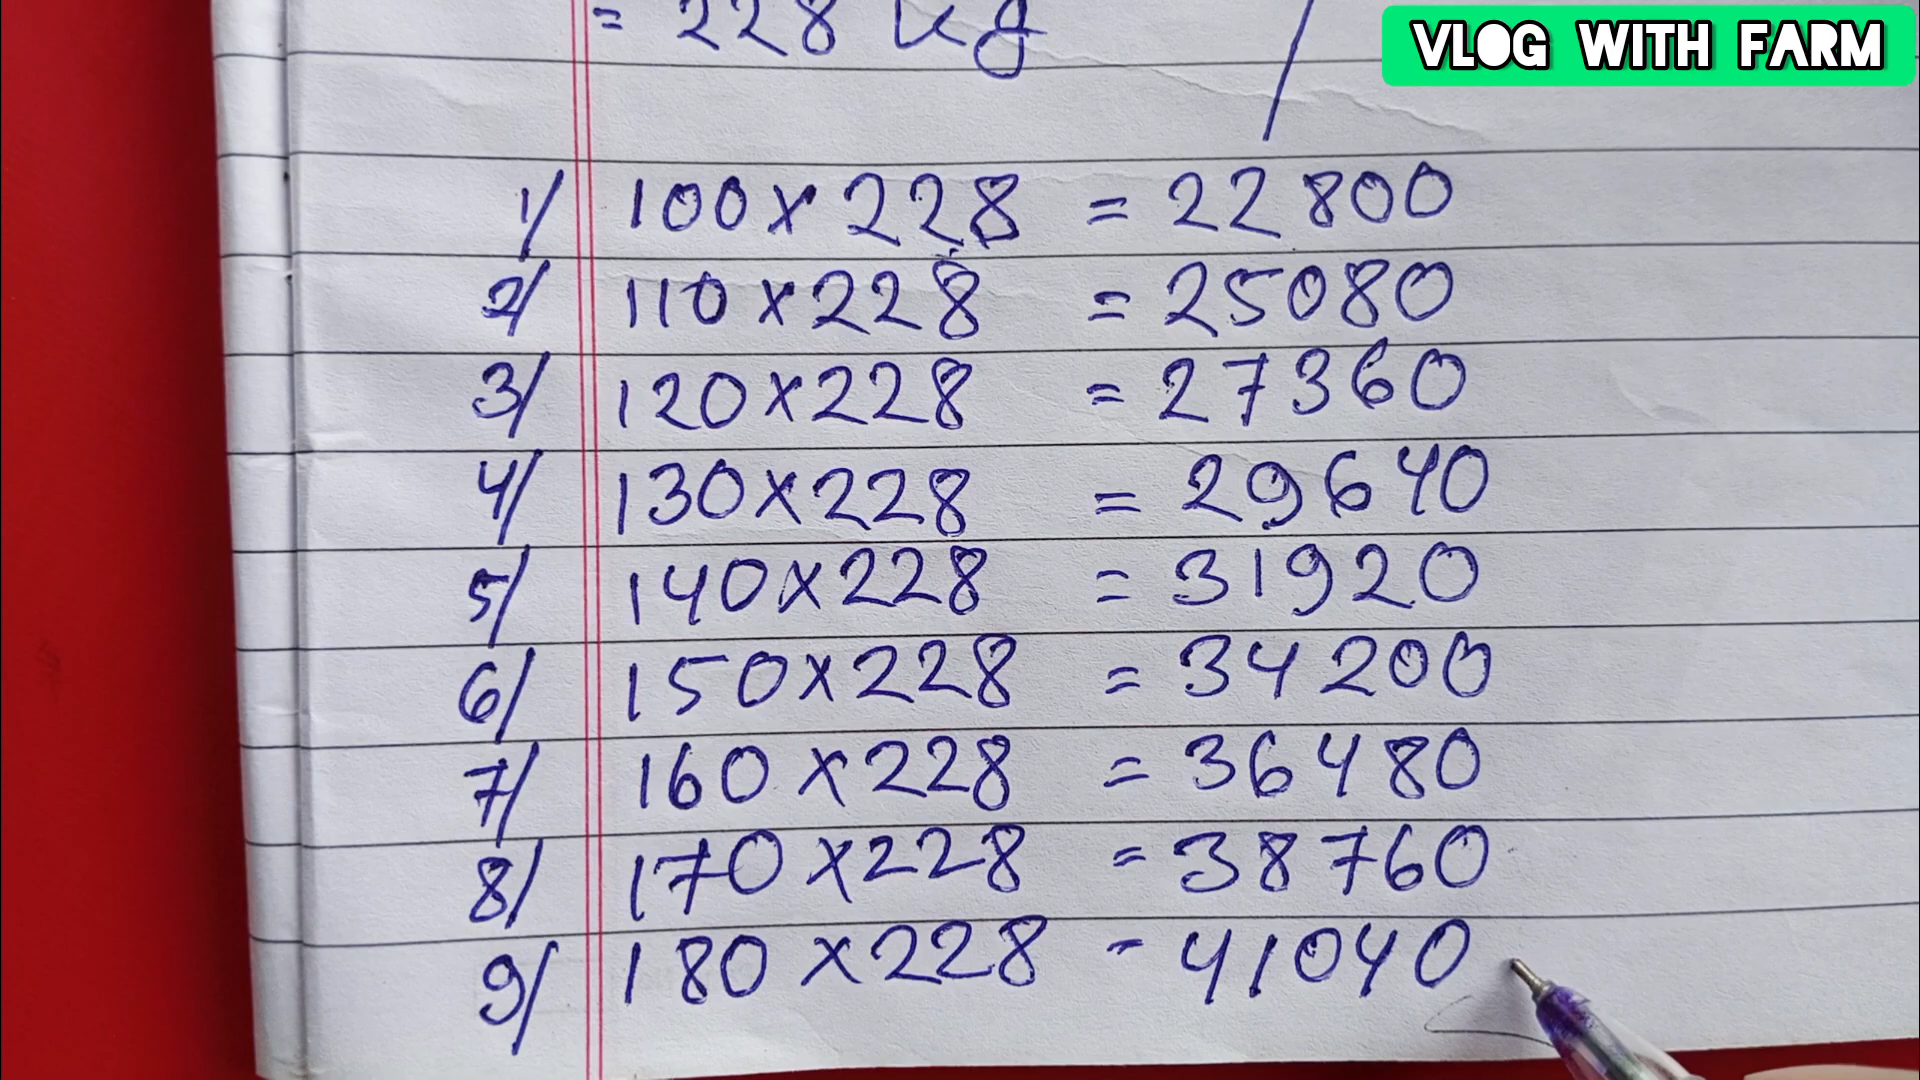 = 228 kg
VLOG WITH FARM
1/ 100 x 228 = 22800
2/ 110 x 228 = 25080
3/ 120 x 228 = 27360
4/ 130 x 228 = 29640
5/ 140 x 228 = 31920
6/ 150 x 228 = 34200
7/ 160 x 228 = 36480
8/ 170 x 228 = 38760
9/ 180 x 228 = 41040